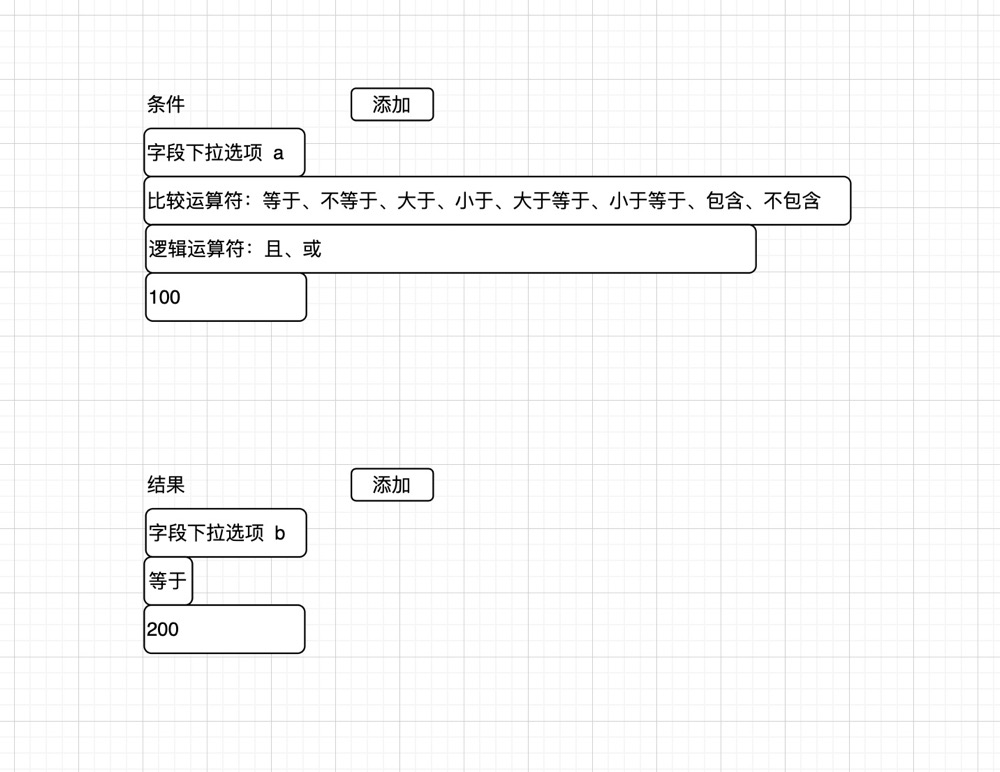 条件
添加
字段下拉选项 a
比较运算符：等于、不等于、大于、小于、大于等于、小于等于、包含、不包含
逻辑运算符：且、或
100
结果
添加
字段下拉选项 b
等于
200